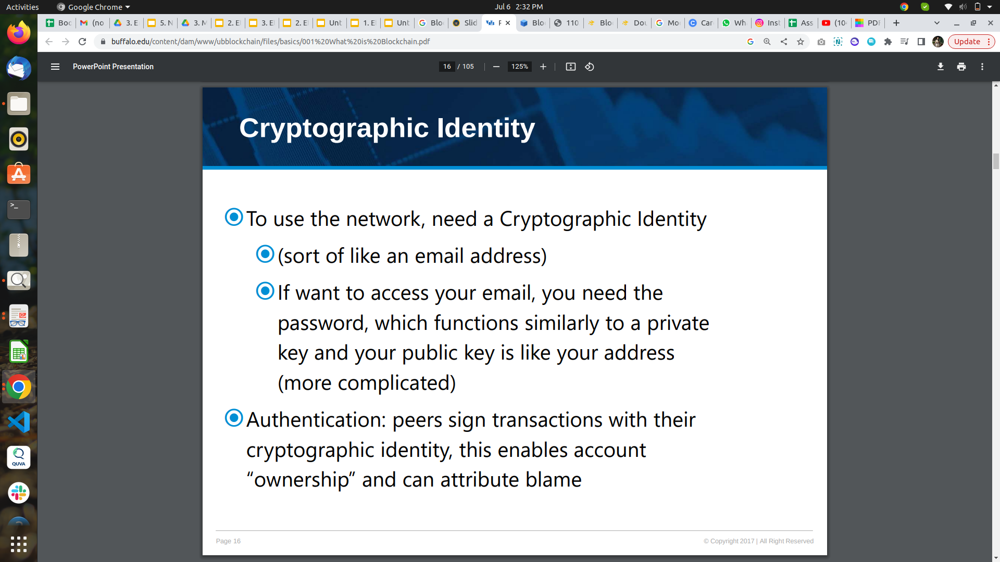 Activities
Google Chrome
Jul 6 2:32 PM
Boc
(no
3. E
5. N
3. M
2. E
3. E
2. E
Unt
1. E
Unt
Blo
Slid
Bloc
110
Bloc
Dou
Mo
Car
Wh
Inst
Ass
(10
PDF
buffalo.edu/content/dam/www/ubblockchain/files/basics/001%20What%20is%20Blockchain.pdf
Update
PowerPoint Presentation
16 / 105
125%
Cryptographic Identity
To use the network, need a Cryptographic Identity
(sort of like an email address)
If want to access your email, you need the
password, which functions similarly to a private
key and your public key is like your address
(more complicated)
Authentication: peers sign transactions with their
cryptographic identity, this enables account
“ownership” and can attribute blame
Page 16
© Copyright 2017 | All Right Reserved
QUVA